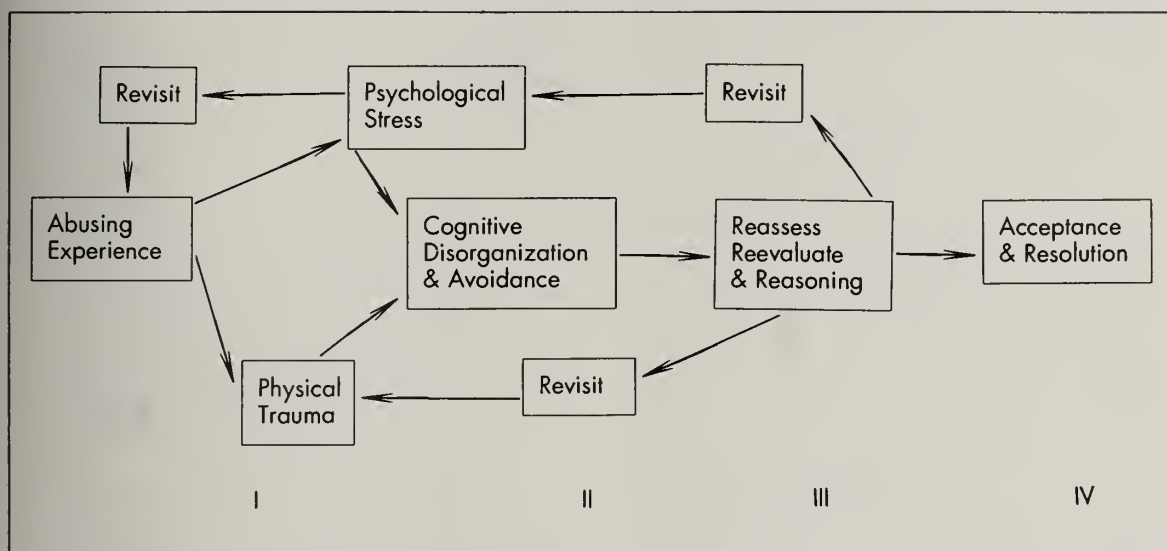 Revisit
Psychological
Stress
Revisit
Abusing
Experience
Cognitive
Disorganization
& Avoidance
Reassess
Reevaluate
& Reasoning
Acceptance
& Resolution
Physical
Trauma
Revisit
I
II
III
IV